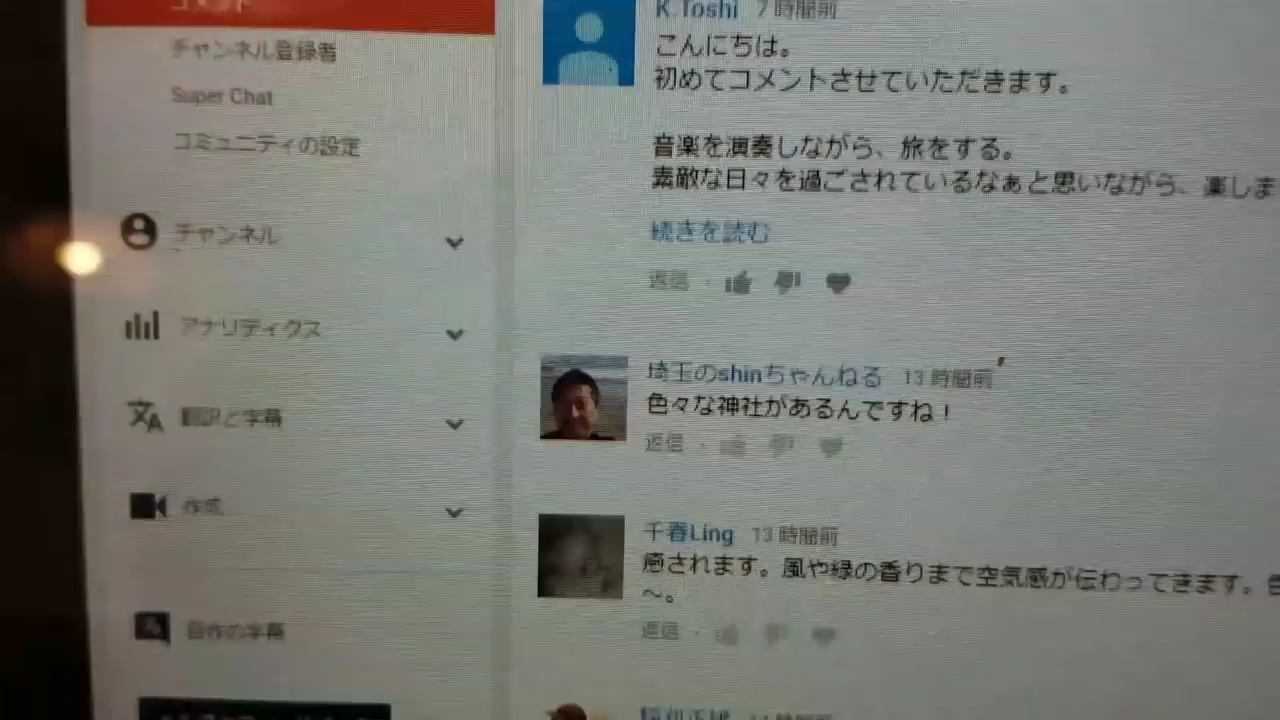 コメント
チャンネル登録者
Super Chat
コミュニティの設定
チャンネル
アナリティクス
翻訳と字幕
作成
自作の字幕
K.Toshi 7 時間前
こんにちは。
初めてコメントさせていただきます。
音楽を演奏しながら、旅をする。
素敵な日々を過ごされているなぁと思いながら、楽しま
続きを読む
返信
埼玉のshinちゃんねる 13 時間前
色々な神社があるんですね！
返信
千春Ling 13 時間前
癒されます。風や緑の香りまで空気感が伝わってきます。
〜。
返信